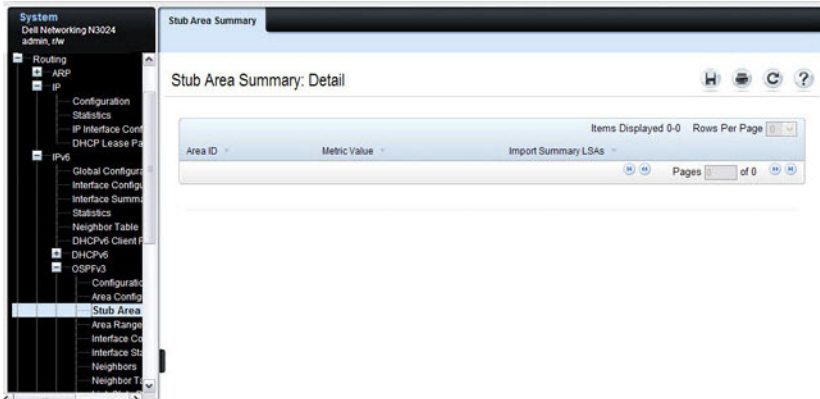 System
Dell Networking N3024
admin, r/w
Routing
ARP
IP
Configuration
Statistics
IP Interface Conf
DHCP Lease Pa
IPv6
Global Configura
Interface Configu
Interface Summa
Statistics
Neighbor Table
DHCPv6 Client P
DHCPv6
OSPFv3
Configuratio
Area Config
Stub Area
Area Range
Interface Co
Interface Sta
Neighbors
Neighbor Ta
Stub Area Summary
Stub Area Summary: Detail
Items Displayed 0-0 Rows Per Page 0
Area ID Metric Value Import Summary LSAs
Pages 0 of 0